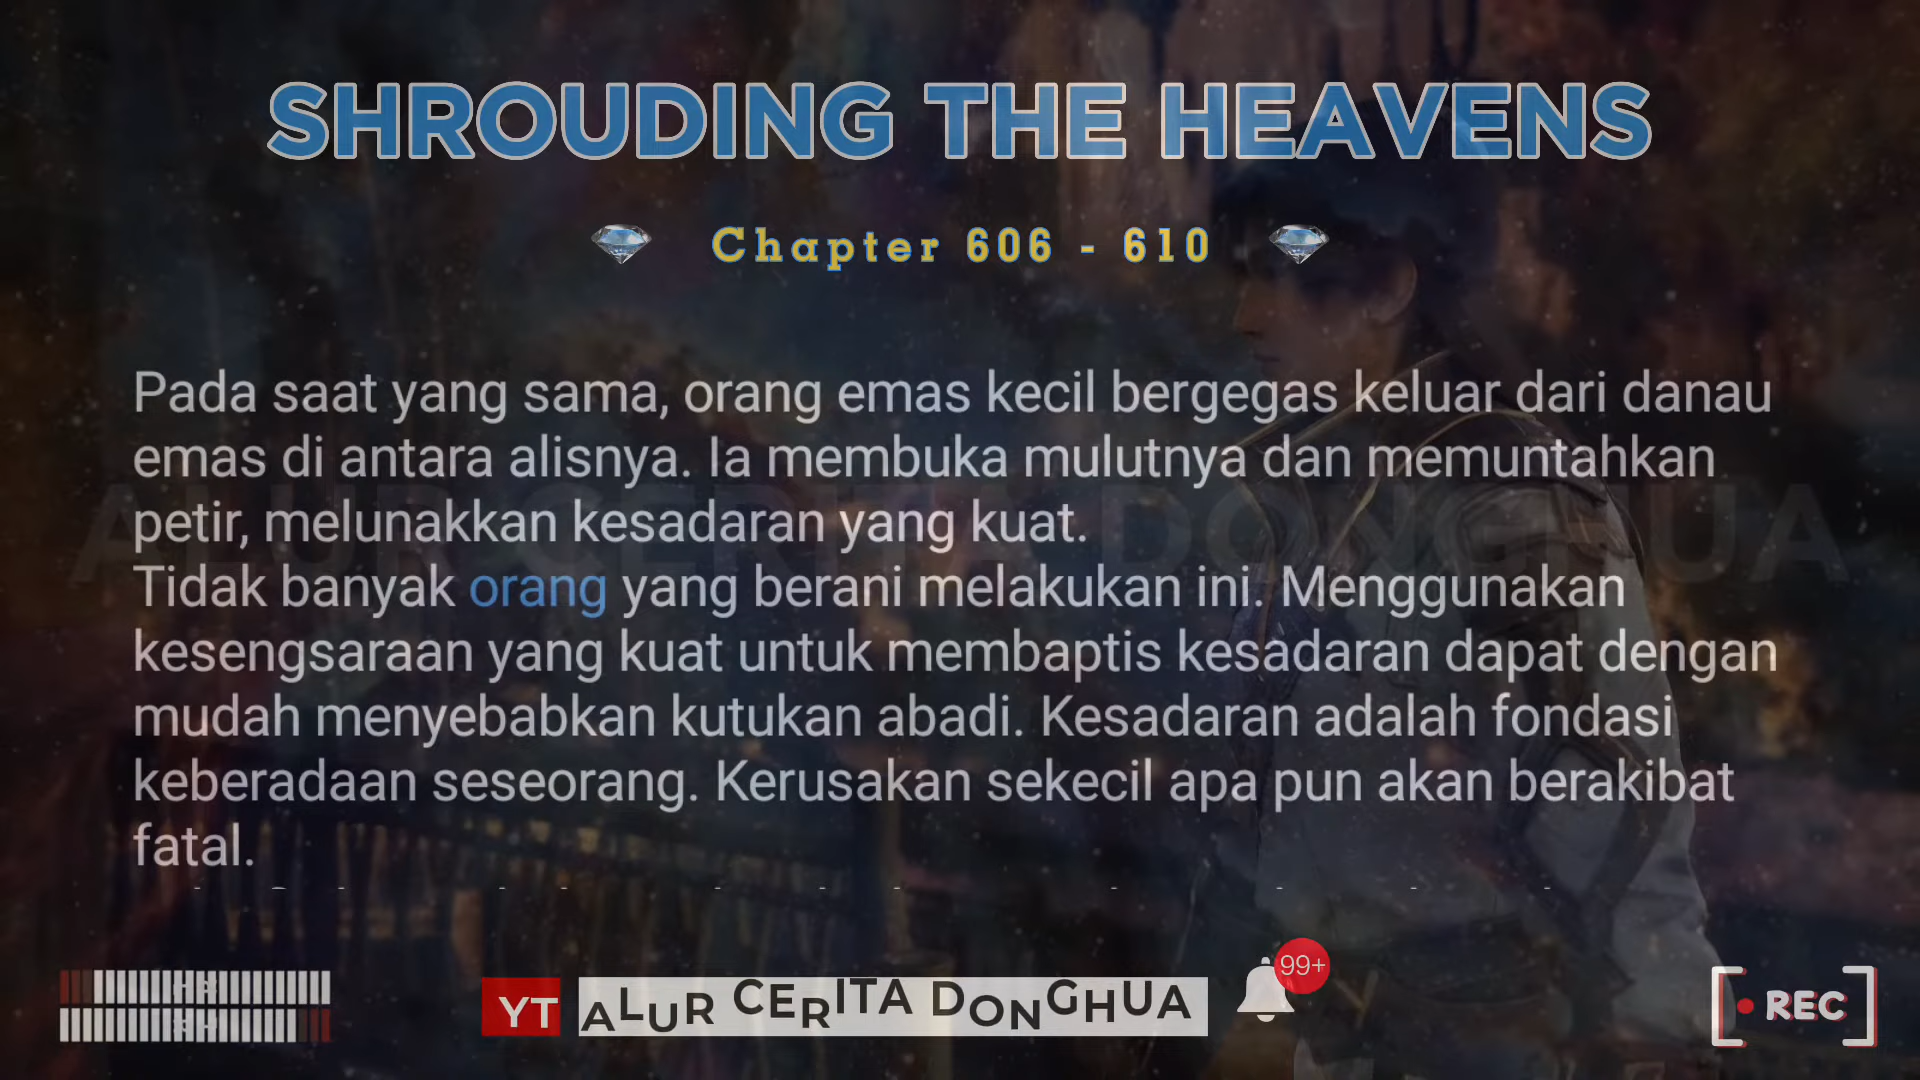 SHROUDING THE HEAVENS
Chapter 606 - 610
Pada saat yang sama, orang emas kecil bergegas keluar dari danau
emas di antara alisnya. Ia membuka mulutnya dan memuntahkan
petir, melunakkan kesadaran yang kuat.
Tidak banyak orang yang berani melakukan ini. Menggunakan
kesengsaraan yang kuat untuk membaptis kesadaran dapat dengan
mudah menyebabkan kutukan abadi. Kesadaran adalah fondasi
keberadaan seseorang. Kerusakan sekecil apa pun akan berakibat
fatal.
ALUR CERITA DONGHUA
YT ALUR CERITA DONGHUA
99+
REC